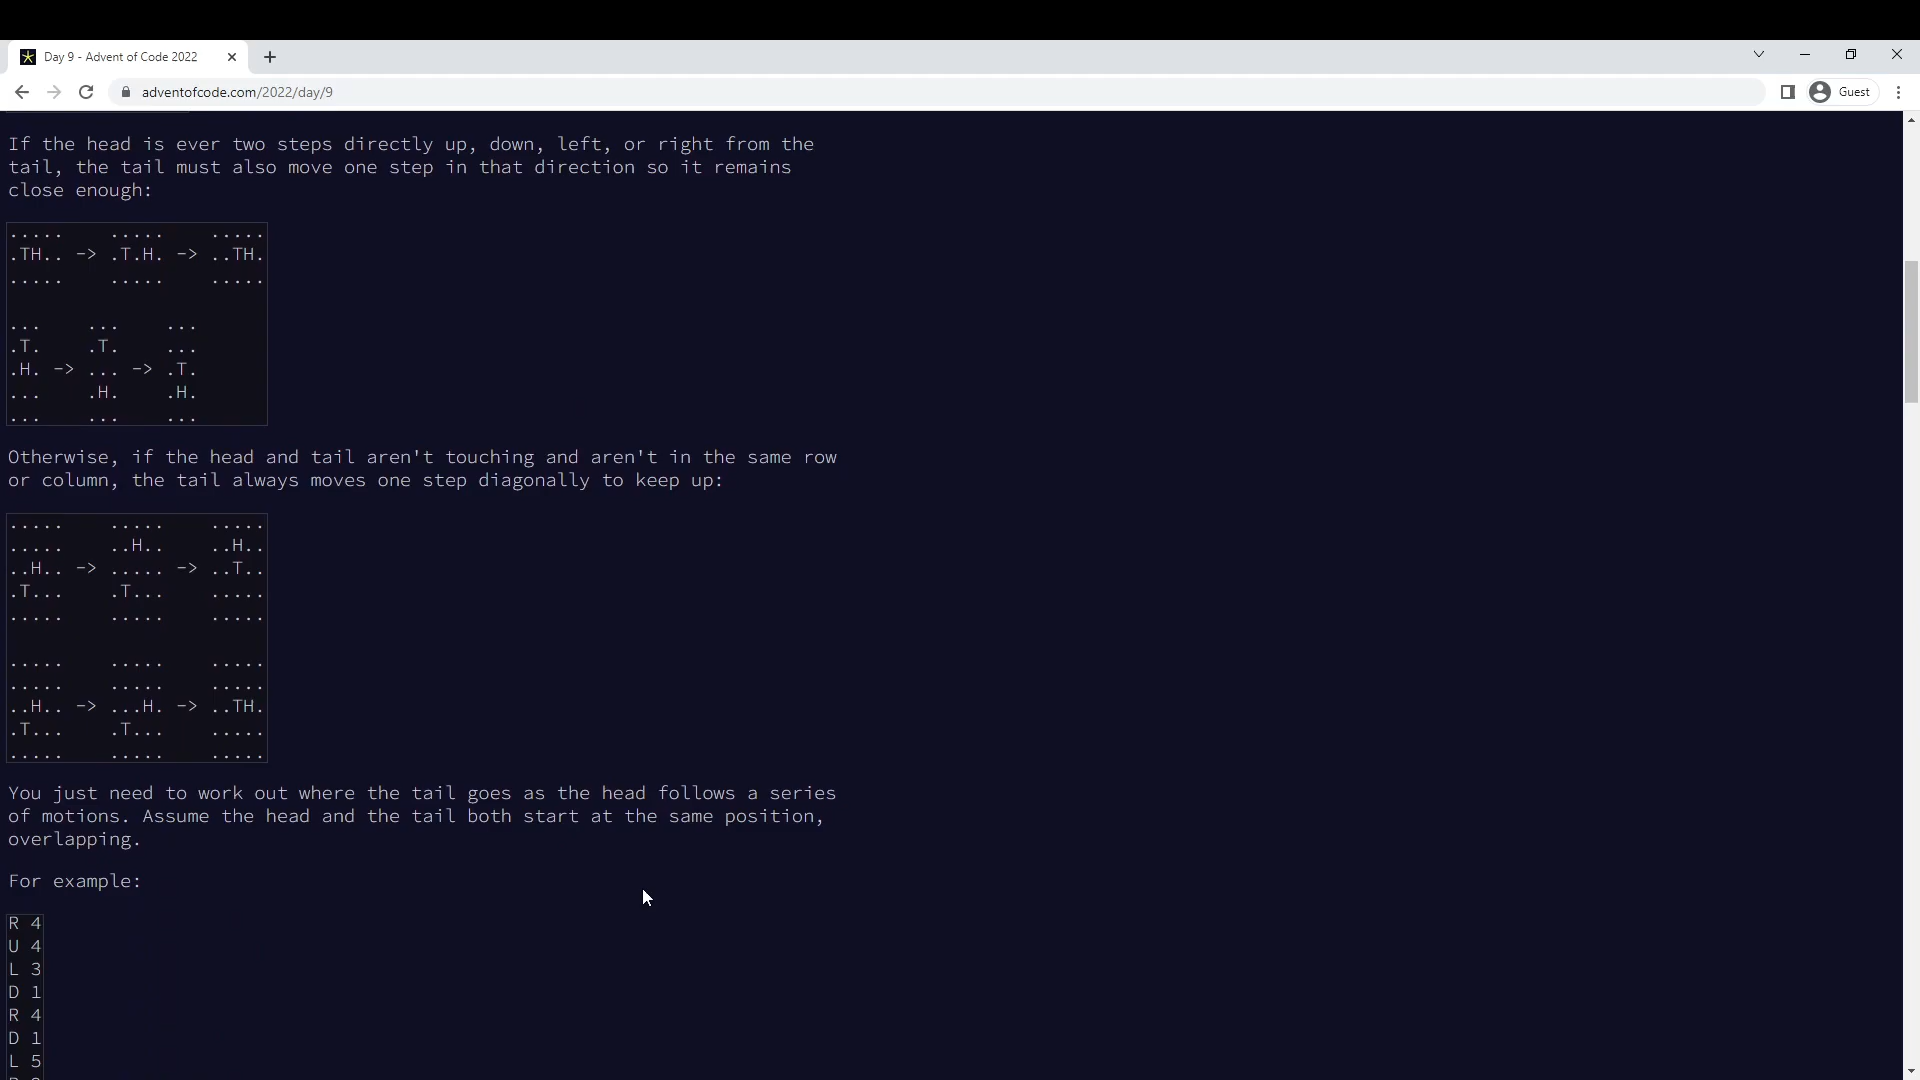 Day 9 - Advent of Code 2022
adventofcode.com/2022/day/9
Guest
If the head is ever two steps directly up, down, left, or right from the
tail, the tail must also move one step in that direction so it remains
close enough:
.....    .....    .....
.TH.. -> .T.H. -> ..TH.
.....    .....    .....
...    ...    ...
.T.    .T.    ...
.H. -> ... -> .T.
...    .H.    .H.
...    ...    ...
Otherwise, if the head and tail aren't touching and aren't in the same row
or column, the tail always moves one step diagonally to keep up:
.....    .....    .....
.....    ..H..    ..H..
..H.. -> ..... -> ..T..
.T...    .T...    .....
.....    .....    .....
.....    .....    .....
.....    .....    .....
..H.. -> ...H. -> ..TH.
.T...    .T...    .....
.....    .....    .....
You just need to work out where the tail goes as the head follows a series
of motions. Assume the head and the tail both start at the same position,
overlapping.
For example:
R 4
U 4
L 3
D 1
R 4
D 1
L 5